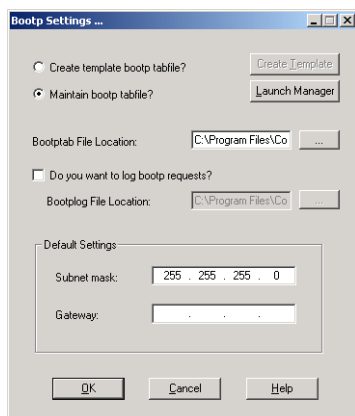 Bootp Settings ...
Create template bootp tabfile?
Create Template
Maintain bootp tabfile?
Launch Manager
Bootptab File Location:
C:\Program Files\Co
...
Do you want to log bootp requests?
Bootplog File Location:
C:\Program Files\Co
...
Default Settings
Subnet mask:
255 . 255 . 255 . 0
Gateway:
. . .
OK
Cancel
Help